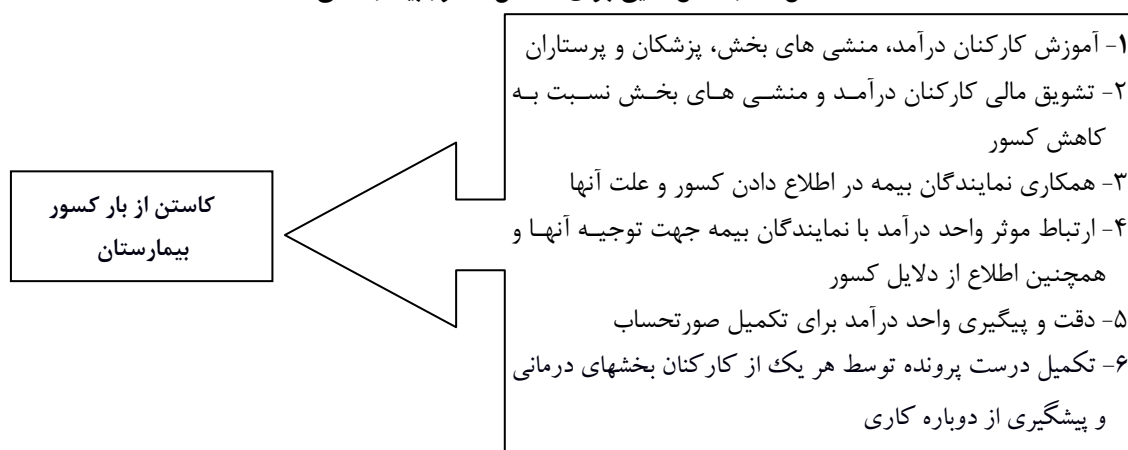 ۱- آموزش کارکنان درآمد، منشی های بخش، پزشکان و پرستاران
۲- تشویق مالی کارکنان درآمد و منشی های بخش نسبت به
کاهش کسور
۳- همکاری نمایندگان بیمه در اطلاع دادن کسور و علت آنها
۴- ارتباط موثر واحد درآمد با نمایندگان بیمه جهت توجیه آنها و
همچنین اطلاع از دلایل کسور
۵- دقت و پیگیری واحد درآمد برای تکمیل صورتحساب
۶- تکمیل درست پرونده توسط هر یک از کارکنان بخشهای درمانی
و پیشگیری از دوباره کاری
کاستن از بار کسور
بیمارستان